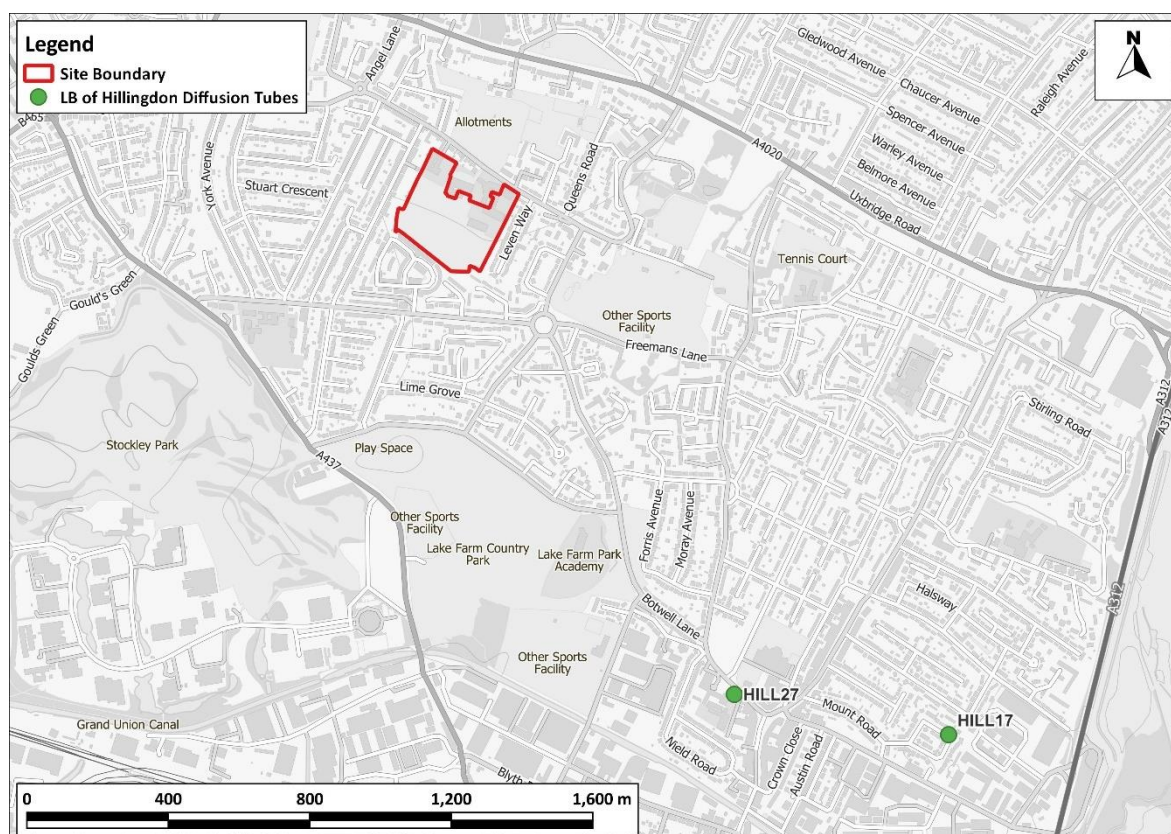 Legend
Site Boundary
LB of Hillingdon Diffusion Tubes
N
Angel Lane
Gledwood Avenue
Chaucer Avenue
Raleigh Avenue
Spencer Avenue
Warley Avenue
Belmore Avenue
B465
York Avenue
Allotments
A4020
Stuart Crescent
Queens Road
Uxbridge Road
Leven Way
Tennis Court
Gould's Green
Goulds Green
Other Sports
Facility
Freemans Lane
A312
Lime Grove
Stirling Road
Stockley Park
Play Space
A437
Other Sports
Facility
Lake Farm Country
Park
Lake Farm Park
Academy
Forris Avenue
Moray Avenue
Botwell Lane
Halsway
A312
Other Sports
Facility
HILL27
Grand Union Canal
Mount Road
HILL17
Nield Road
Crown Close
Austin Road
0 400 800 1,200 1,600 m